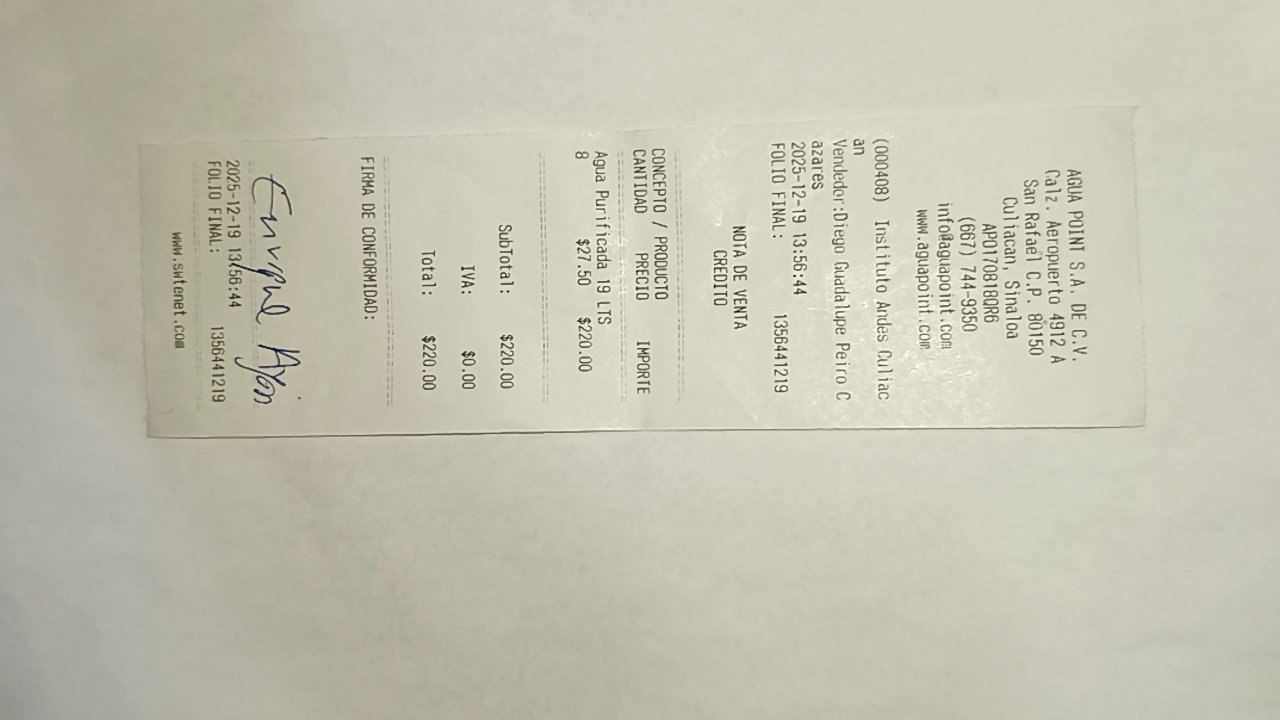 AGUA POINT S.A. DE C.V.
Calz. Aeropuerto 4912 A
San Rafael C.P. 80150
Culiacan, Sinaloa
APO170818QR6
(667) 744-9350
info@aguapoint.com
www.aguapoint.com
(000408) Instituto Andes Culiac
an
Vendedor:Diego Guadalupe Peiro C
azares
2025-12-19 13:56:44
FOLIO FINAL: 1356441219
NOTA DE VENTA
CREDITO
CONCEPTO / PRODUCTO
CANTIDAD PRECIO IMPORTE
Agua Purificada 19 LTS
8 $27.50 $220.00
SubTotal: $220.00
IVA: $0.00
Total: $220.00
FIRMA DE CONFORMIDAD:
2025-12-19 13:56:44
FOLIO FINAL: 1356441219
www.swtenet.com